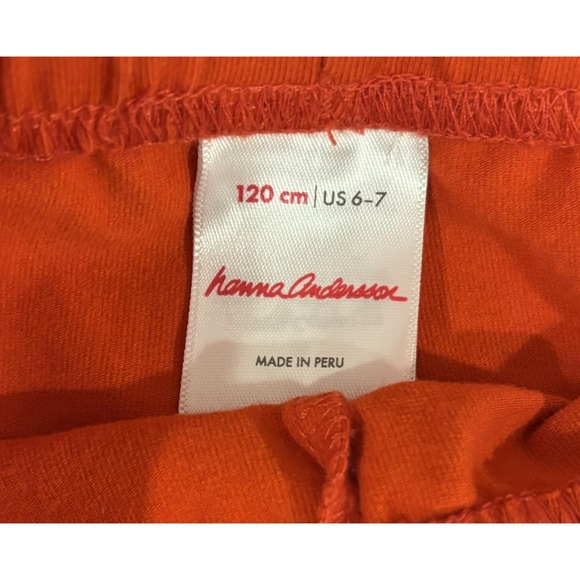 120 cm | US 6–7
hanna andersson
MADE IN PERU